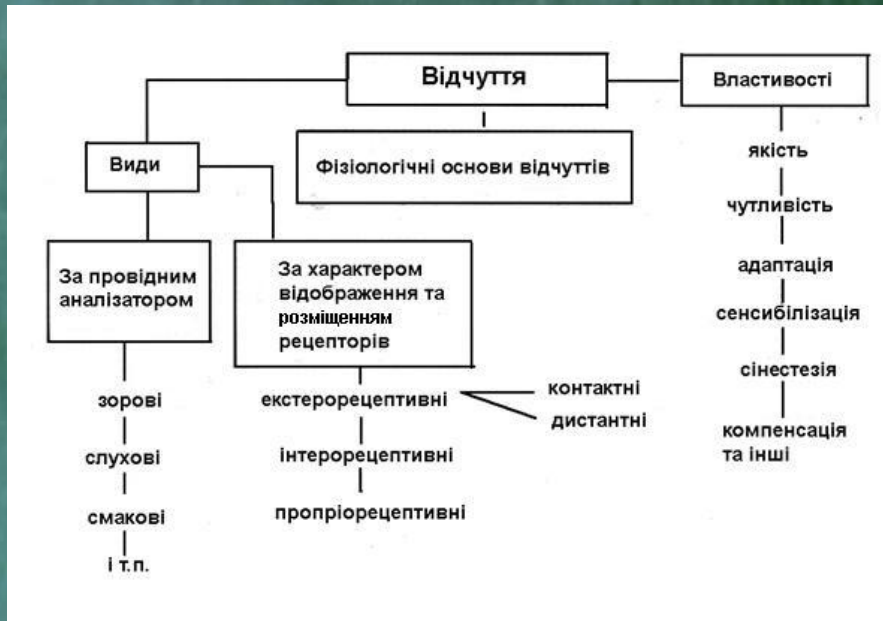 Відчуття
Властивості
Фізіологічні основи відчуттів
Види
За провідним
аналізатором
За характером
відображення та
розміщенням
рецепторів
зорові
слухові
смакові
і т.п.
екстерорецептивні
контактні
дистантні
інтерорецептивні
пропріорецептивні
якість
чутливість
адаптація
сенсибілізація
сінестезія
компенсація
та інші